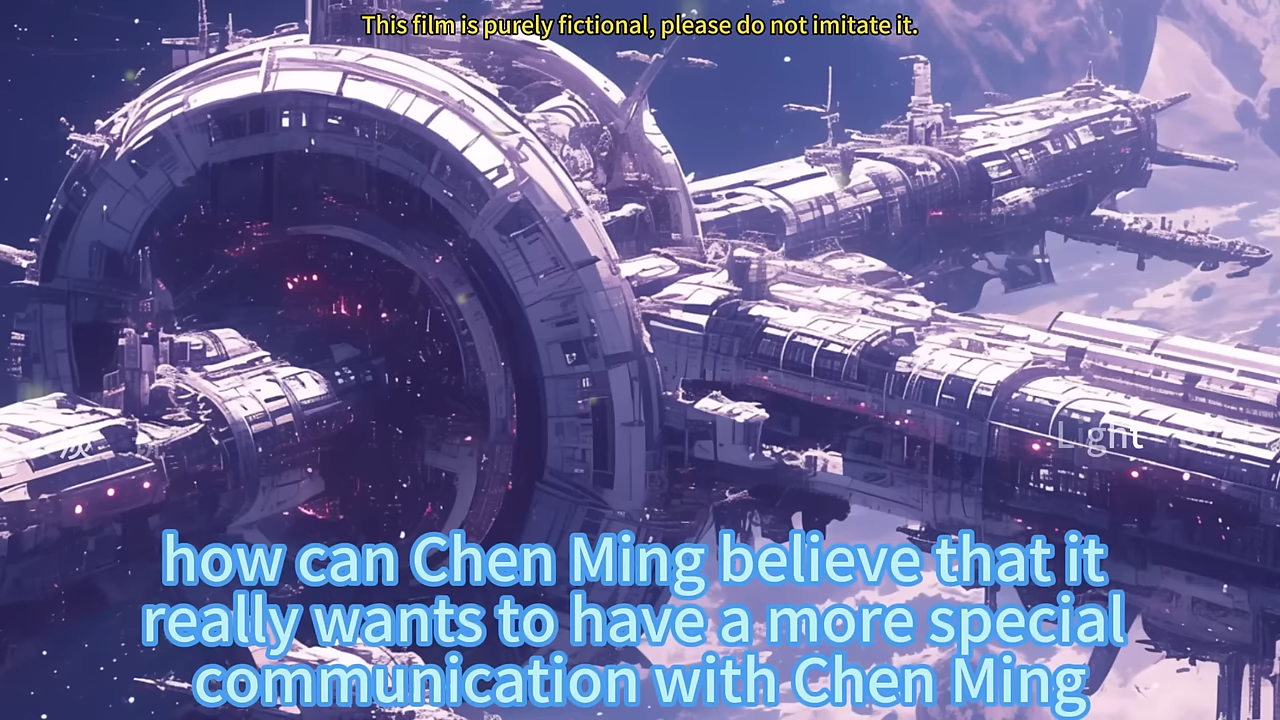 This film is purely fictional, please do not imitate it.
Light
how can Chen Ming believe that it
really wants to have a more special
communication with Chen Ming